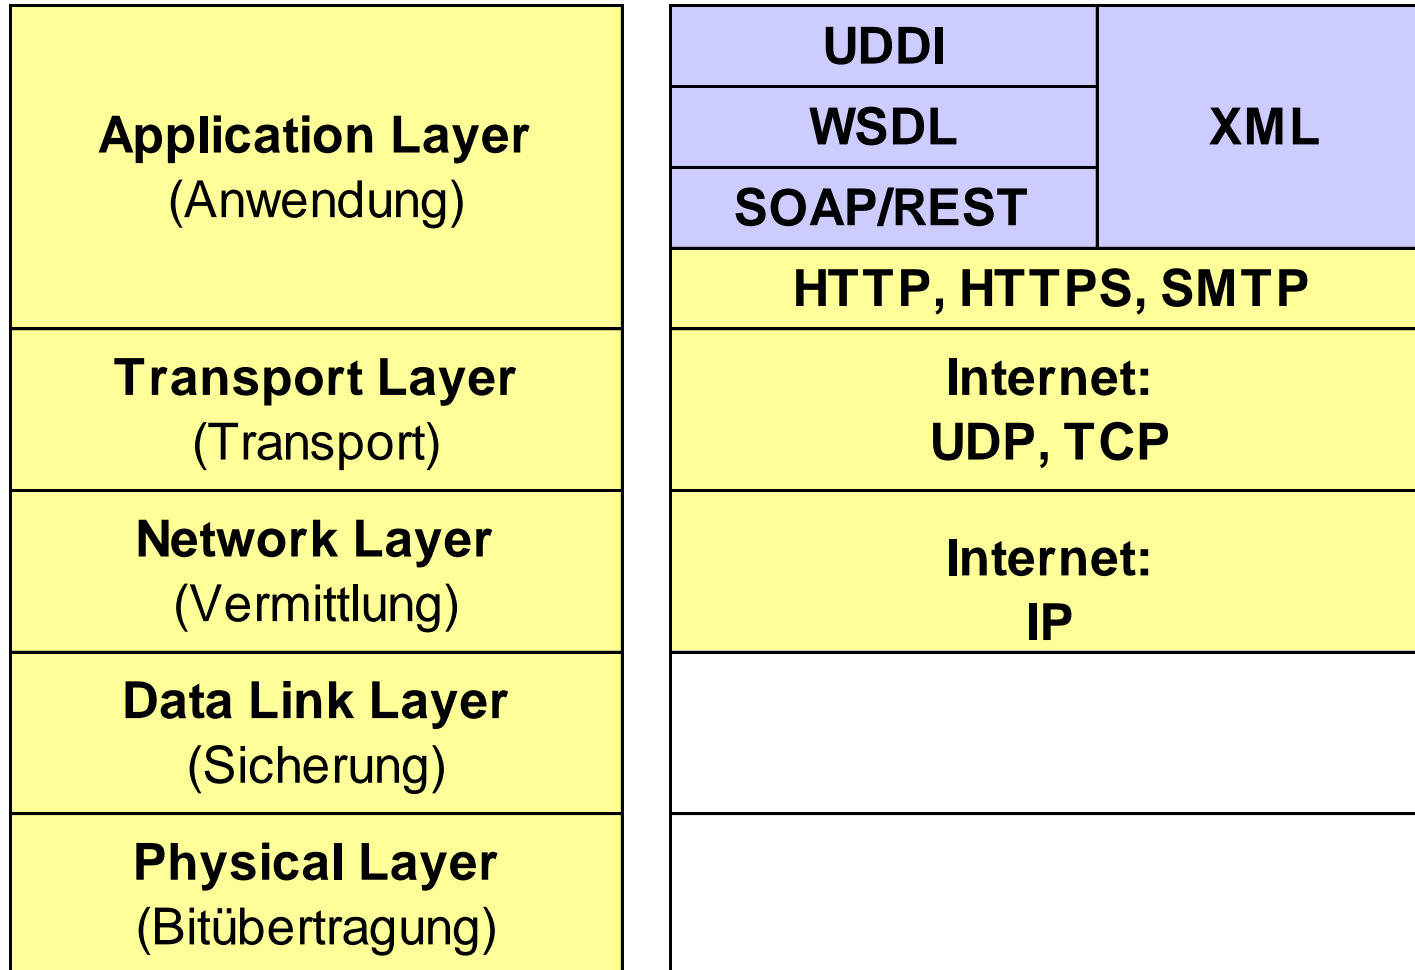 Application Layer
(Anwendung)
Transport Layer
(Transport)
Network Layer
(Vermittlung)
Data Link Layer
(Sicherung)
Physical Layer
(Bitübertragung)
UDDI
WSDL
SOAP/REST
XML
HTTP, HTTPS, SMTP
Internet:
UDP, TCP
Internet:
IP